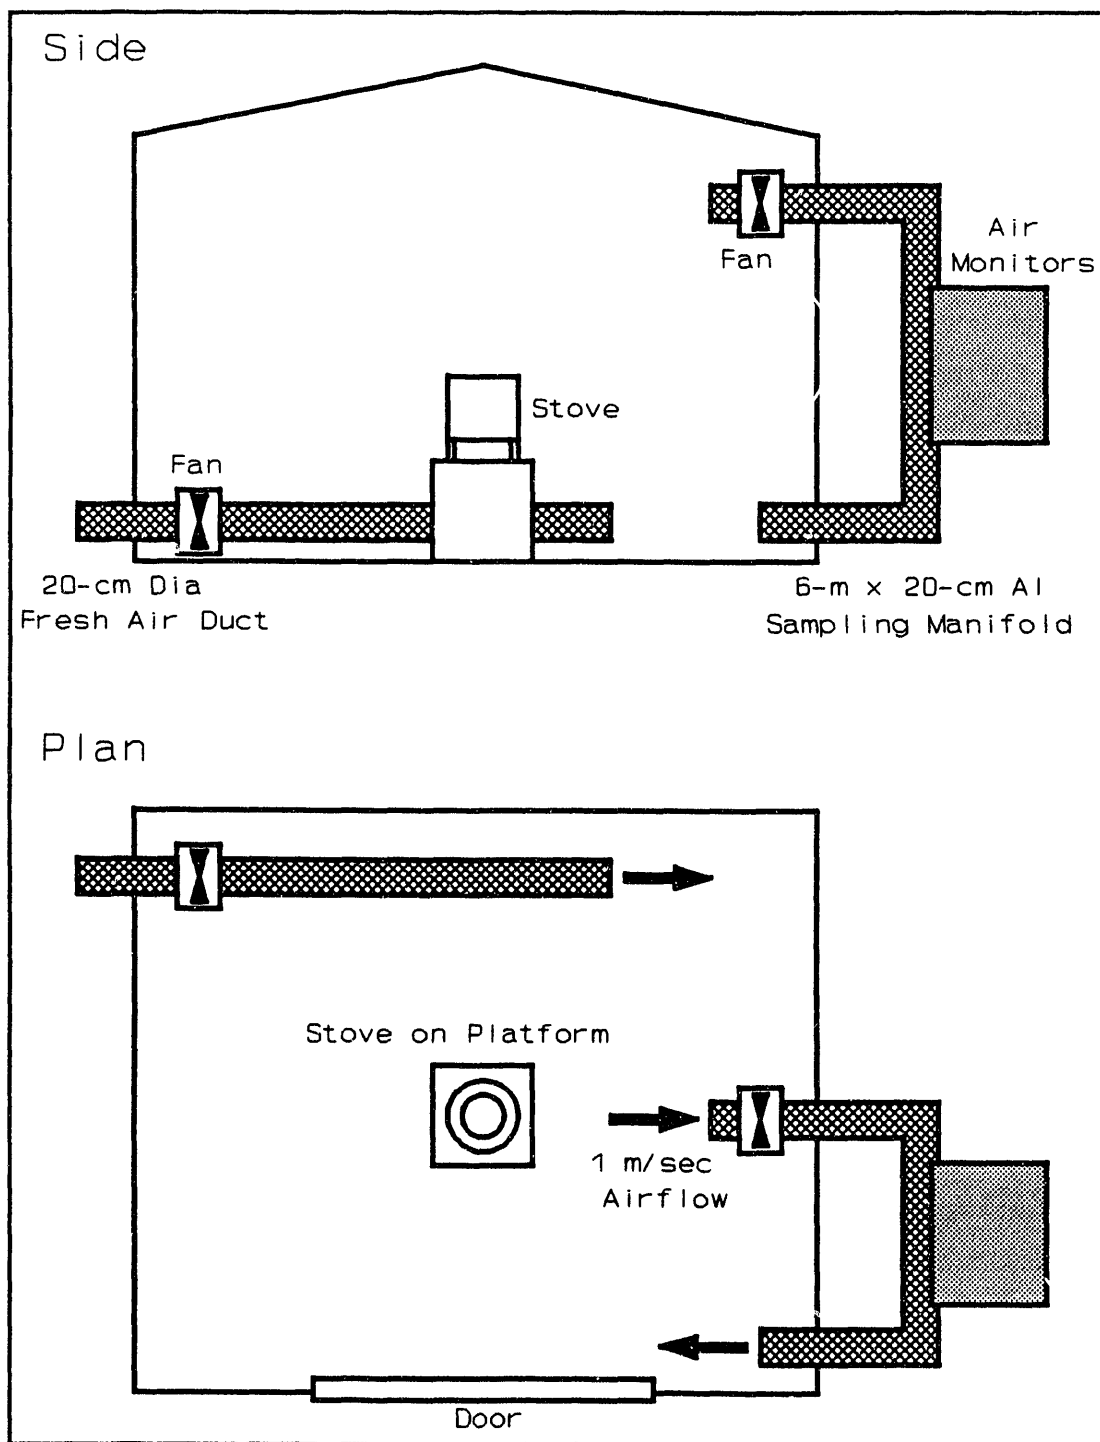 Side
Fan
Air
Monitors
Stove
Fan
20-cm Dia
Fresh Air Duct
6-m × 20-cm Al
Sampling Manifold
Plan
Stove on Platform
1 m/sec
Airflow
Door